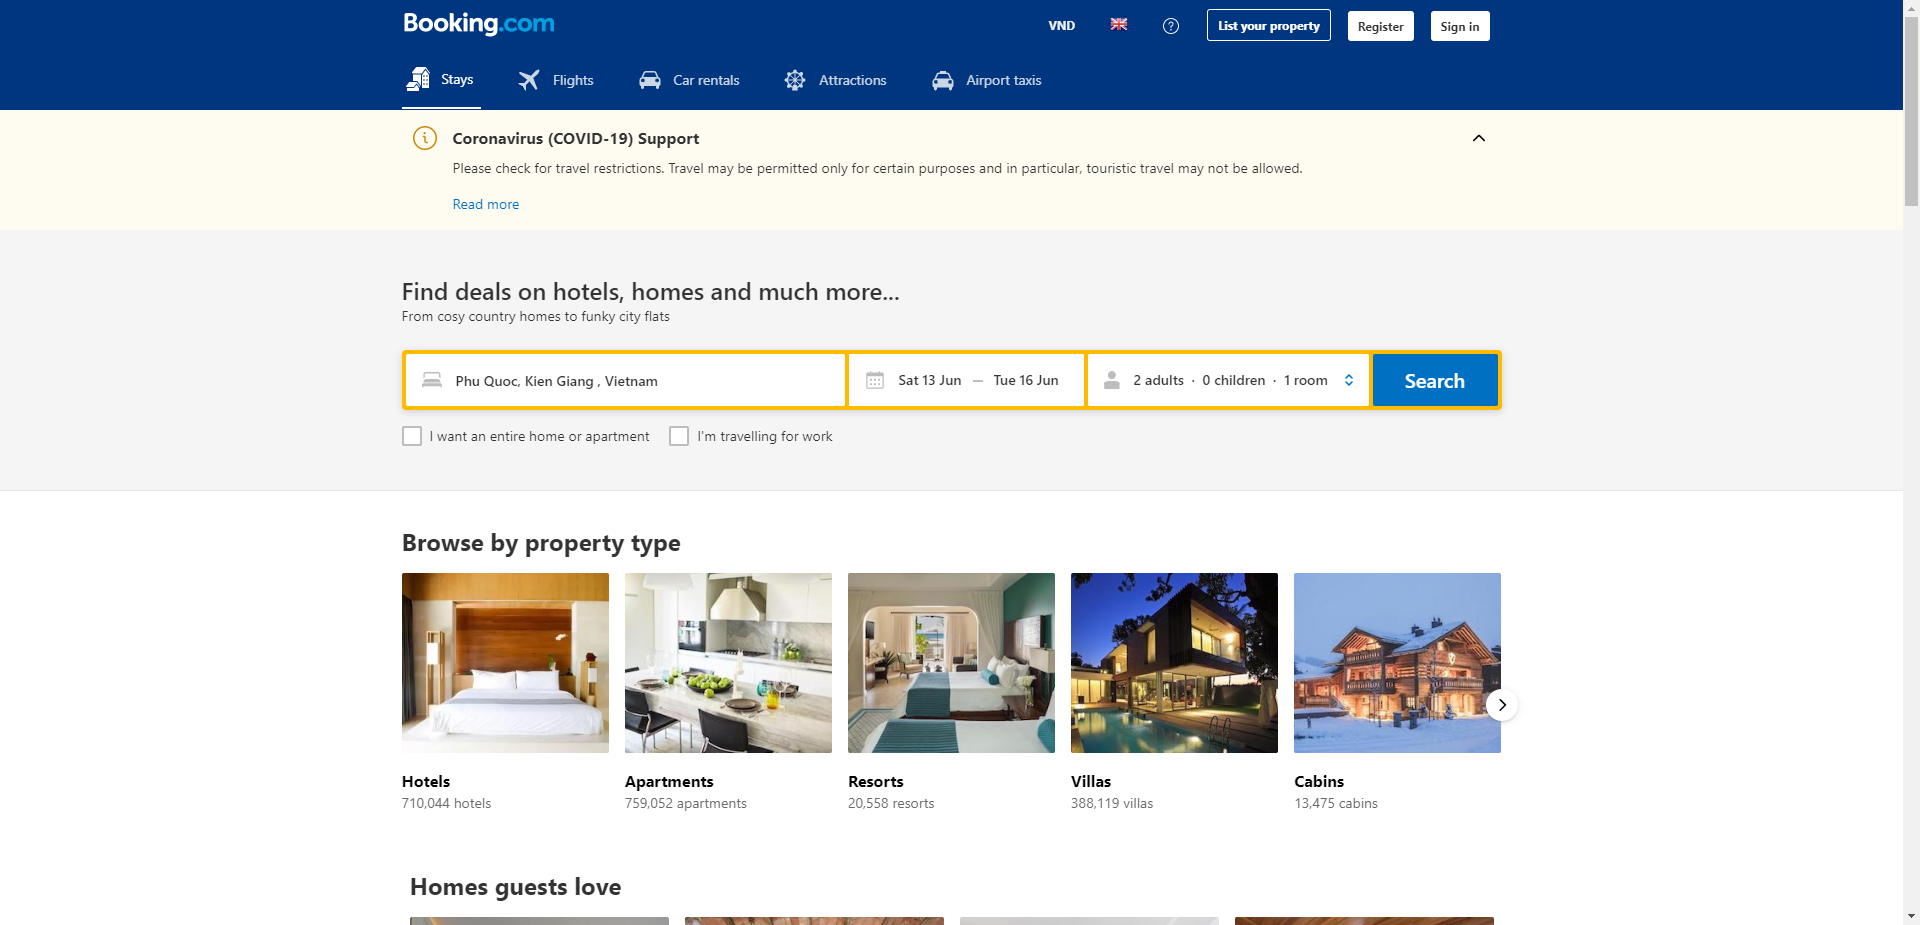 Booking.com
VND
List your property
Register
Sign in
Stays
Flights
Car rentals
Attractions
Airport taxis
Coronavirus (COVID-19) Support
Please check for travel restrictions. Travel may be permitted only for certain purposes and in particular, touristic travel may not be allowed.
Read more
Find deals on hotels, homes and much more...
From cosy country homes to funky city flats
Phu Quoc, Kien Giang , Vietnam
Sat 13 Jun — Tue 16 Jun
2 adults · 0 children · 1 room
Search
I want an entire home or apartment
I'm travelling for work
Browse by property type
Hotels
710,044 hotels
Apartments
759,052 apartments
Resorts
20,558 resorts
Villas
388,119 villas
Cabins
13,475 cabins
Homes guests love